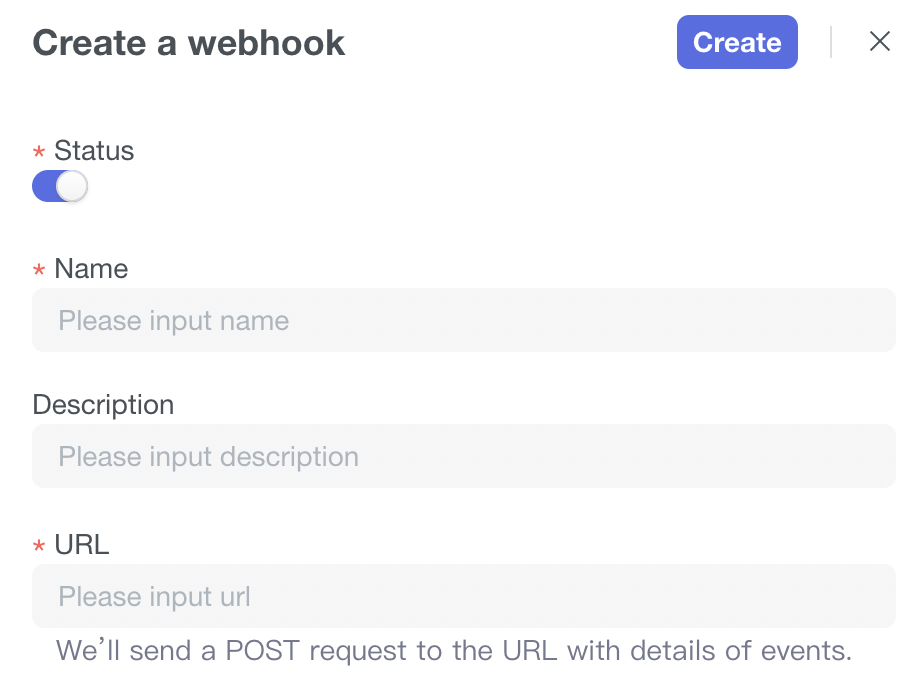 Create a webhook
Create
* Status
* Name
Please input name
Description
Please input description
* URL
Please input url
We’ll send a POST request to the URL with details of events.